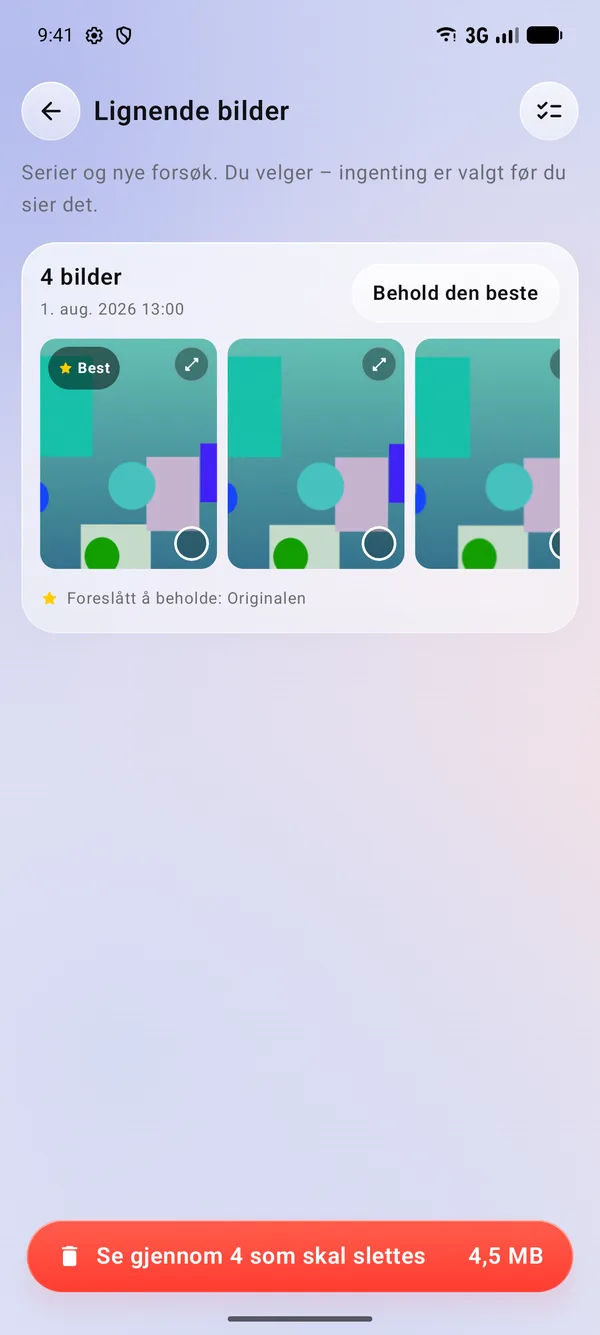 9:41
3G
Lignende bilder
Serier og nye forsøk. Du velger – ingenting er valgt før du
sier det.
4 bilder
Behold den beste
1. aug. 2026 13:00
Best
Foreslått å beholde: Originalen
Se gjennom 4 som skal slettes
4,5 MB